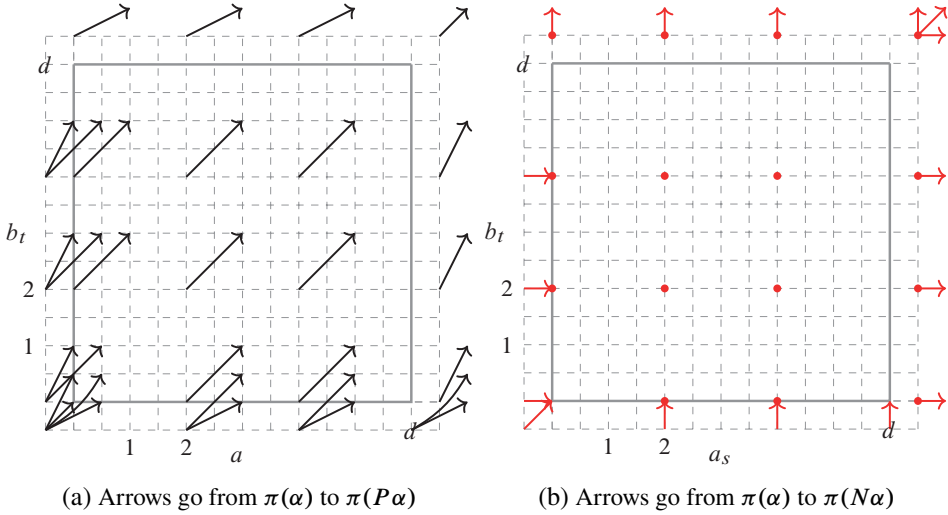 d
d
b_t
b_t
2
2
1
1
d
d
1 2
a
1 2
a_s
(a) Arrows go from π(α) to π(Pα)
(b) Arrows go from π(α) to π(Nα)